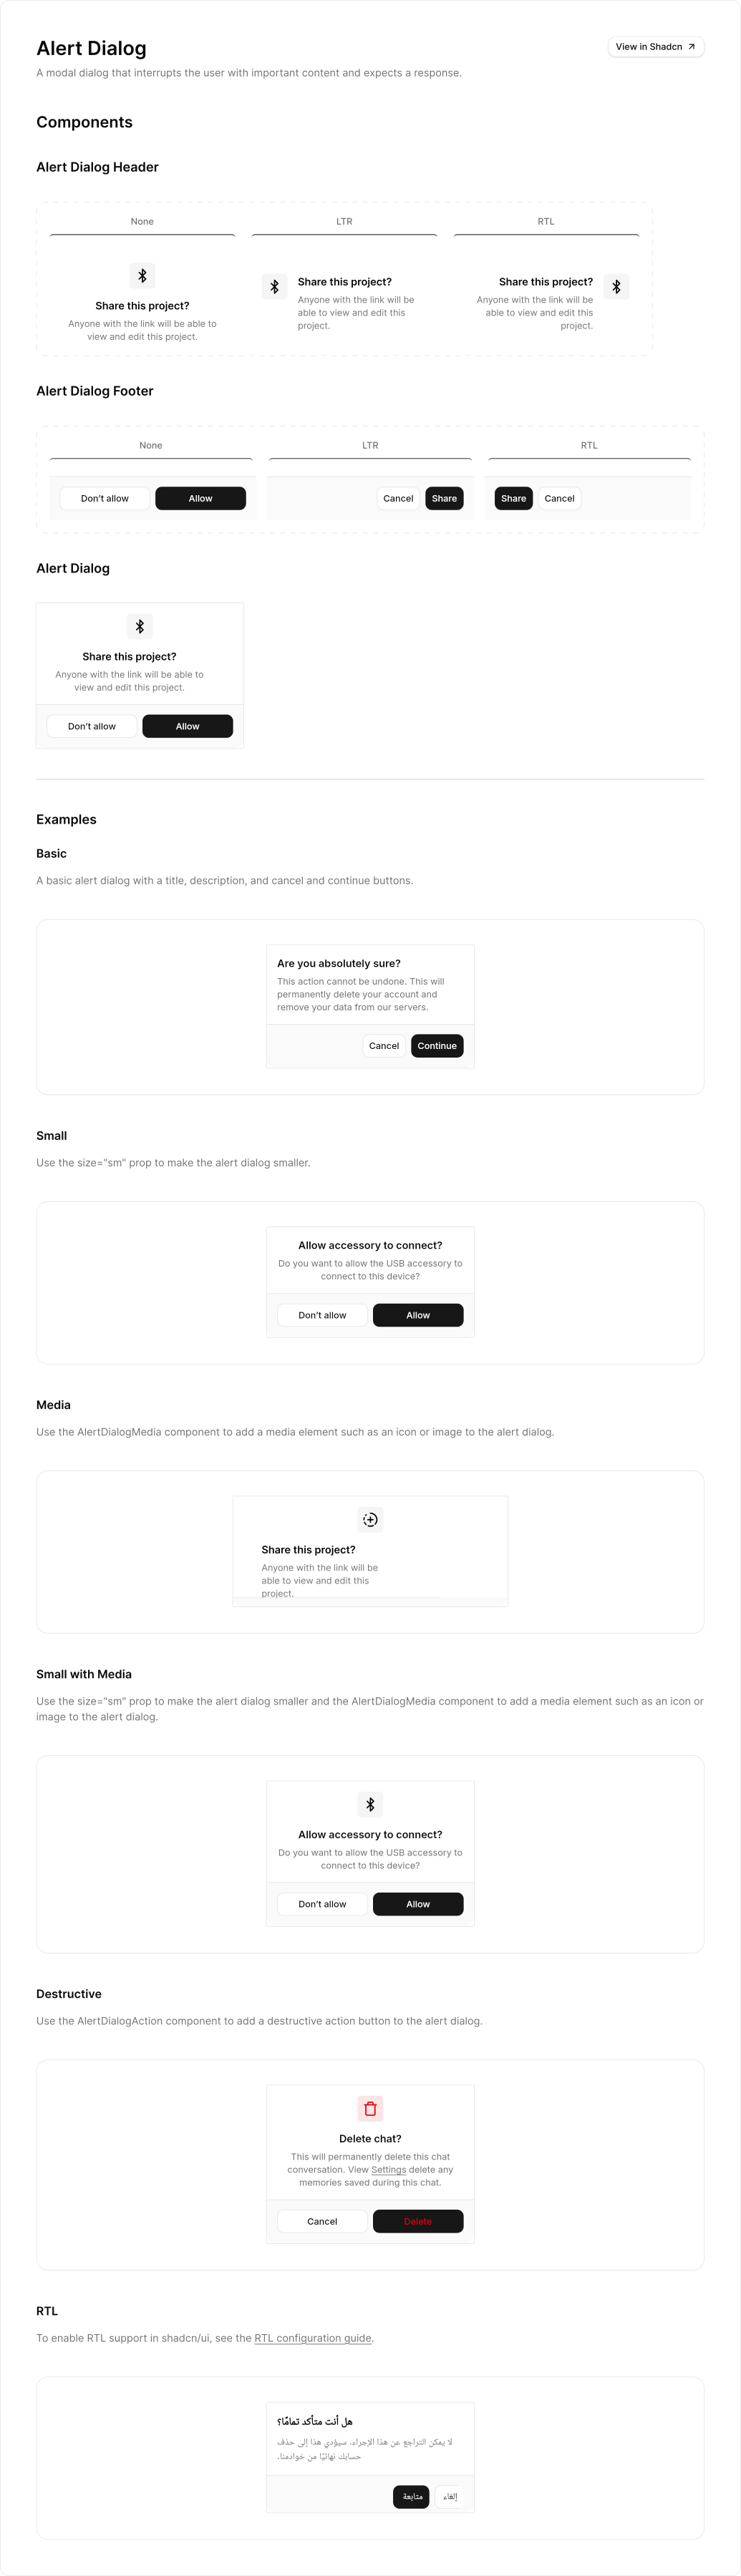 Alert Dialog
View in Shadcn
A modal dialog that interrupts the user with important content and expects a response.
Components
Alert Dialog Header
None
LTR
RTL
Share this project?
Anyone with the link will be able to
view and edit this project.
Share this project?
Anyone with the link will be
able to view and edit this
project.
Share this project?
Anyone with the link will be
able to view and edit this
project.
Alert Dialog Footer
None
LTR
RTL
Don't allow
Allow
Cancel
Share
Share
Cancel
Alert Dialog
Share this project?
Anyone with the link will be able to
view and edit this project.
Don't allow
Allow
Examples
Basic
A basic alert dialog with a title, description, and cancel and continue buttons.
Are you absolutely sure?
This action cannot be undone. This will
permanently delete your account and
remove your data from our servers.
Cancel
Continue
Small
Use the size="sm" prop to make the alert dialog smaller.
Allow accessory to connect?
Do you want to allow the USB accessory to
connect to this device?
Don't allow
Allow
Media
Use the AlertDialogMedia component to add a media element such as an icon or image to the alert dialog.
Share this project?
Anyone with the link will be
able to view and edit this
project.
Small with Media
Use the size="sm" prop to make the alert dialog smaller and the AlertDialogMedia component to add a media element such as an icon or
image to the alert dialog.
Allow accessory to connect?
Do you want to allow the USB accessory to
connect to this device?
Don't allow
Allow
Destructive
Use the AlertDialogAction component to add a destructive action button to the alert dialog.
Delete chat?
This will permanently delete this chat
conversation. View Settings delete any
memories saved during this chat.
Cancel
Delete
RTL
To enable RTL support in shadcn/ui, see the RTL configuration guide.
هل أنت متأكد تمامًا؟
لا يمكن التراجع عن هذا الإجراء. سيؤدي هذا إلى حذف
حسابك نهائيًا من خوادمنا.
إلغاء
متابعة